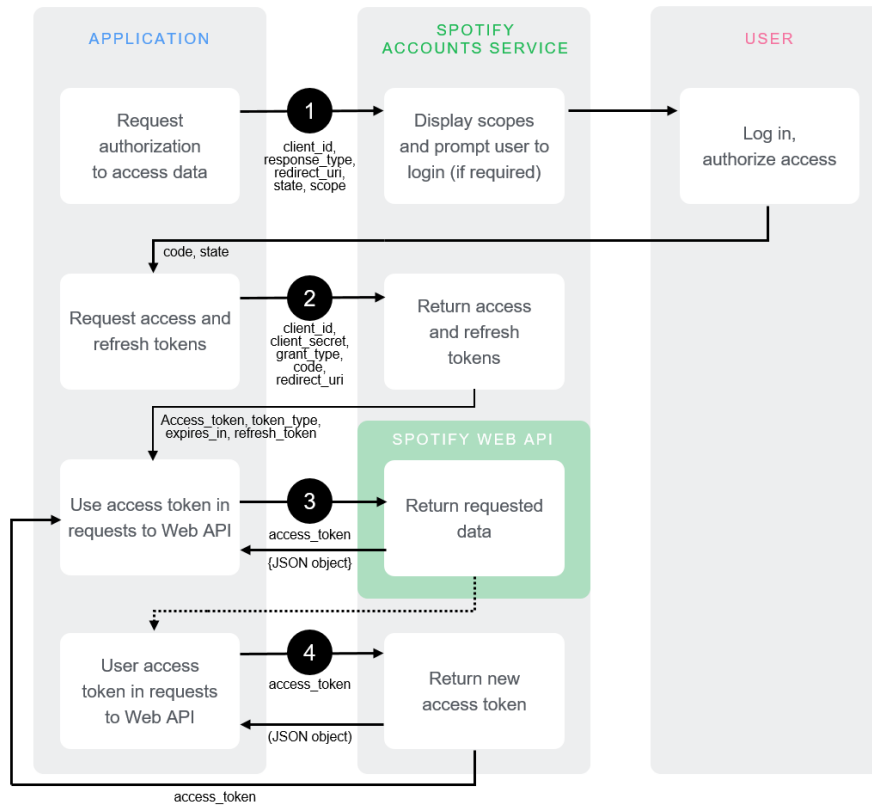 APPLICATION
SPOTIFY
ACCOUNTS SERVICE
USER
Request
authorization
to access data
1
client_id,
response_type,
redirect_uri,
state, scope
Display scopes
and prompt user to
login (if required)
Log in,
authorize access
code, state
Request access and
refresh tokens
2
client_id,
client_secret,
grant_type,
code,
redirect_uri
Return access
and refresh
tokens
Access_token, token_type,
expires_in, refresh_token
SPOTIFY WEB API
Use access token in
requests to Web API
3
access_token
{JSON object}
Return requested
data
User access
token in requests
to Web API
4
access_token
(JSON object)
Return new
access token
access_token